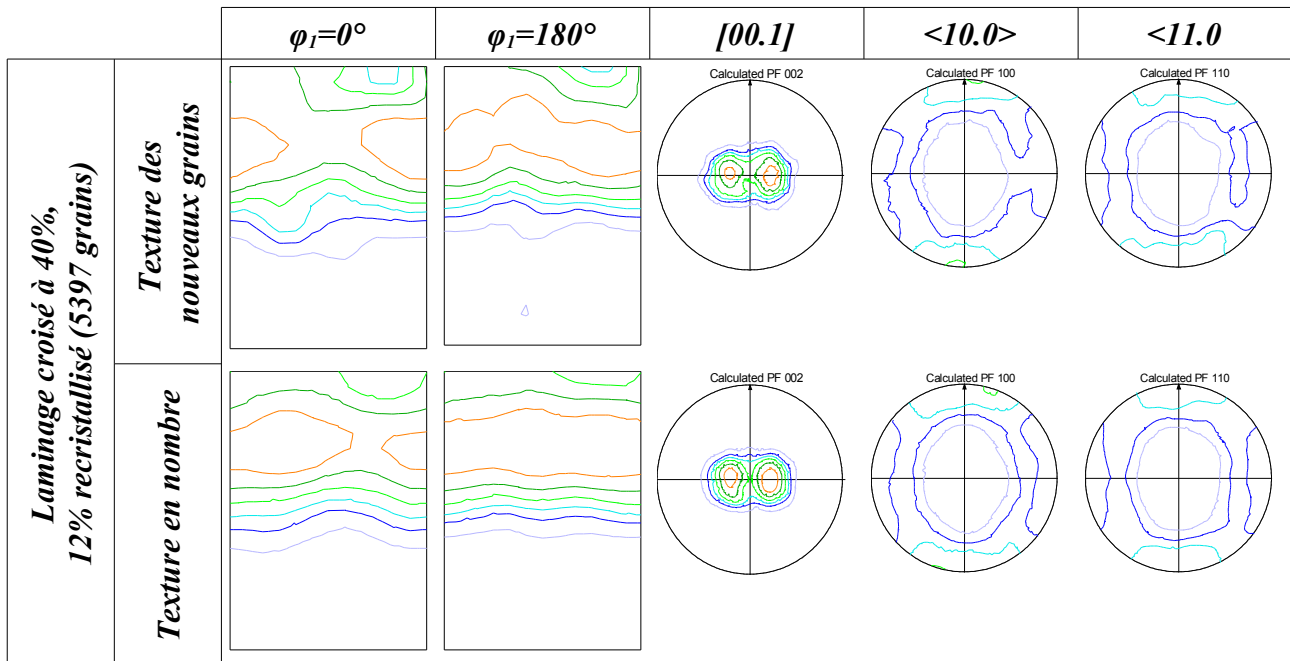 φ1=0°
φ1=180°
[00.1]
<10.0>
<11.0
Laminage croisé à 40%,
12% recristallisé (5397 grains)
Texture des
nouveaux grains
Calculated PF 002
Calculated PF 100
Calculated PF 110
Texture en nombre
Calculated PF 002
Calculated PF 100
Calculated PF 110